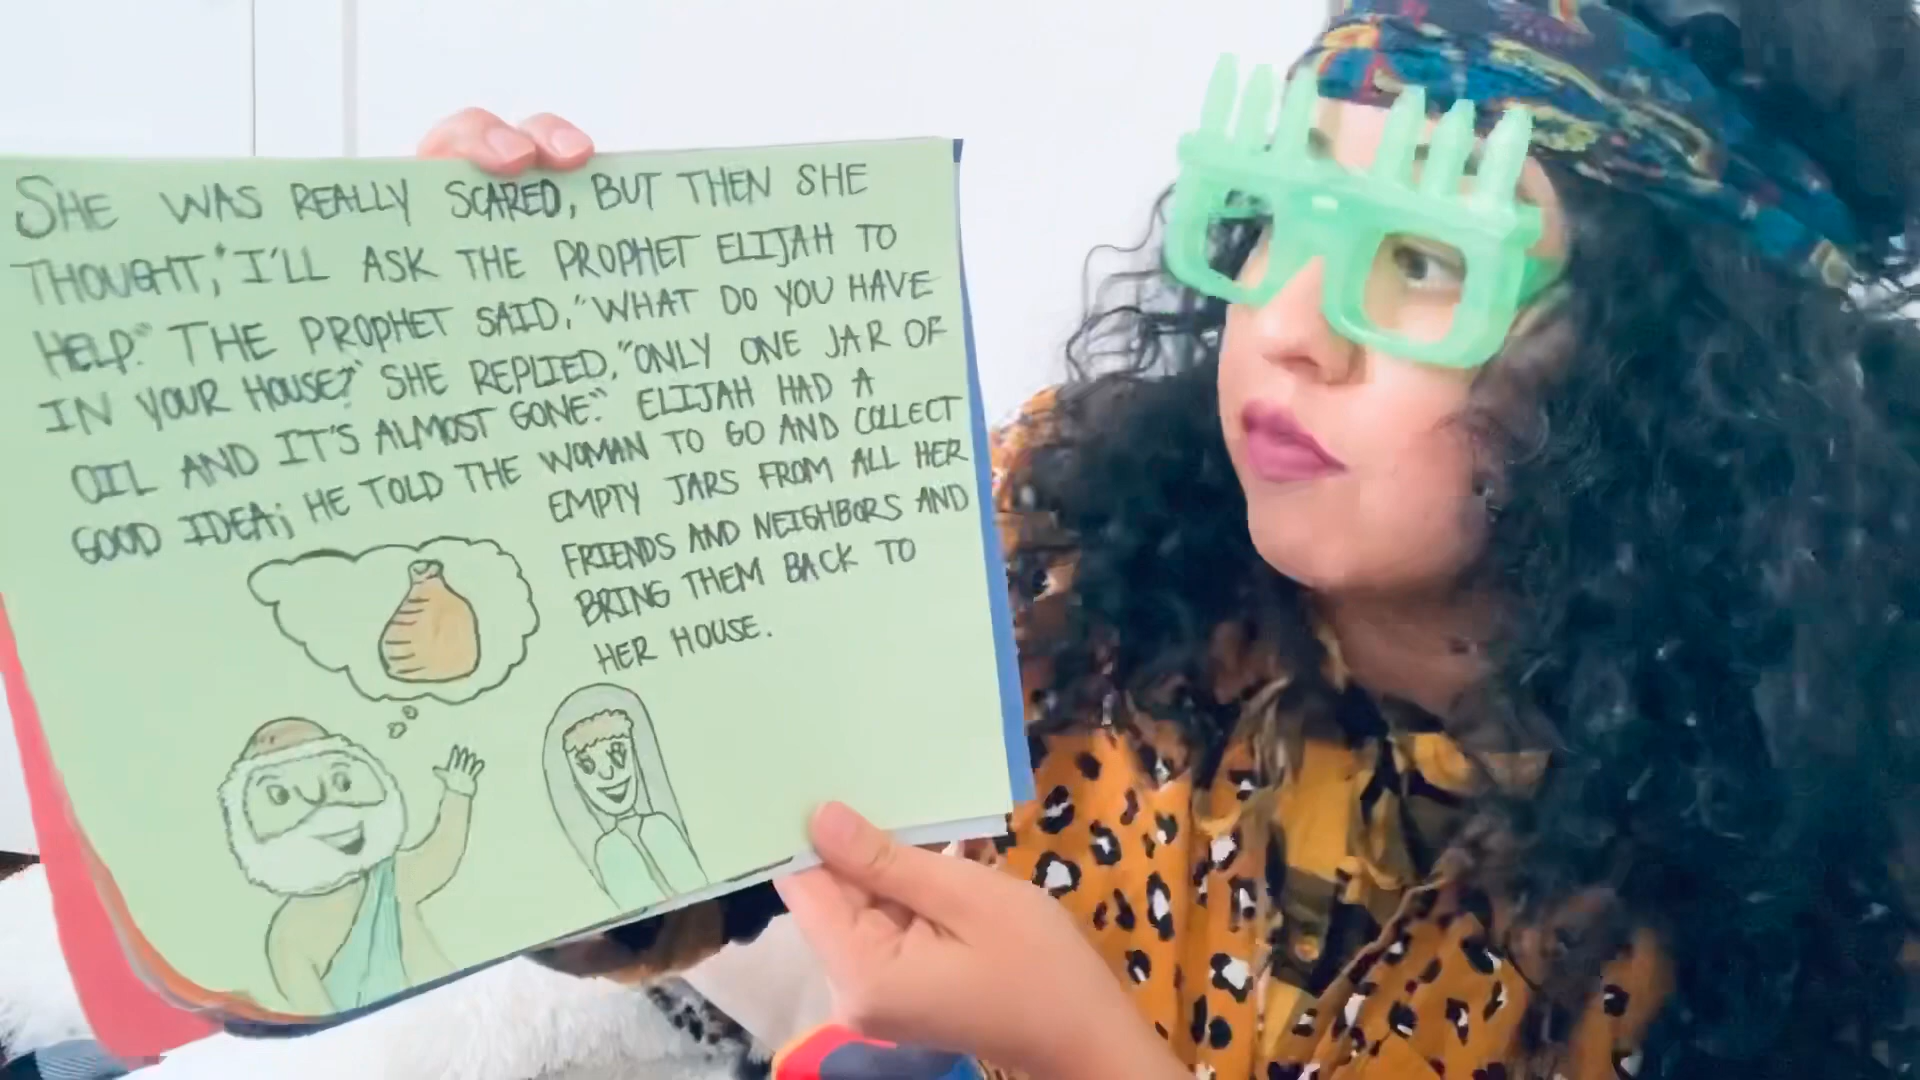 SHE WAS REALLY SCARED, BUT THEN SHE
THOUGHT, "I'LL ASK THE PROPHET ELIJAH TO
HELP." THE PROPHET SAID, "WHAT DO YOU HAVE
IN YOUR HOUSE?" SHE REPLIED, "ONLY ONE JAR OF
OIL AND IT'S ALMOST GONE." ELIJAH HAD A
GOOD IDEA; HE TOLD THE WOMAN TO GO AND COLLECT
EMPTY JARS FROM ALL HER
FRIENDS AND NEIGHBORS AND
BRING THEM BACK TO
HER HOUSE.